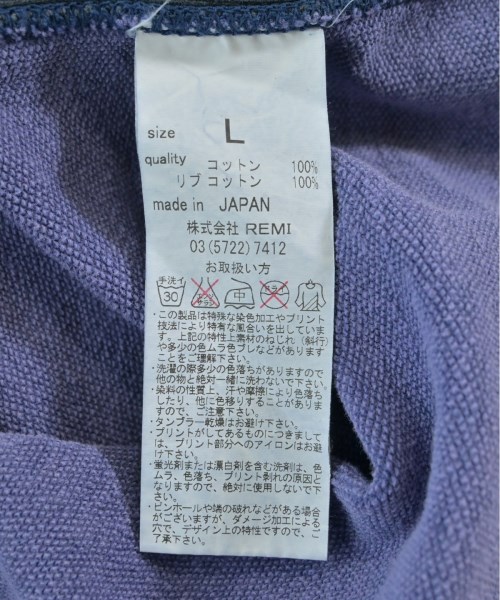 size L
quality コットン 100%
リブコットン 100%
made in JAPAN
株式会社 REMI
03(5722)7412
お取扱い方
手洗イ
30
中
・この製品は特殊な染色加工やプリント
技法により特有な風合いを出していま
す。上記の特性上素材のねじれ(斜行)
や多少の色ムラ色ブレなどがあります
ことをご理解下さい。
・洗濯の際多少の色落ちがありますので
他の物と絶対一緒に洗わないで下さい。
・染料の性質上、汗や摩擦により色落ち
したり、他に色移りすることがありま
すので、ご注意下さい。
・タンブラー乾燥はお避け下さい
・プリントがしてあるものにつきまして
は、プリント部分へのアイロンはお避
け下さい。
・蛍光剤または漂白剤を含む洗剤は、色
ムラ、色落ち、プリント剥れの原因と
なりますので、絶対に使用しないで下
さい。
・ピンホールや端の破れなどがある場合
がございますが、ダメージ加工による
穴で、デザイン上の特性ですので、ご
了承下さい。